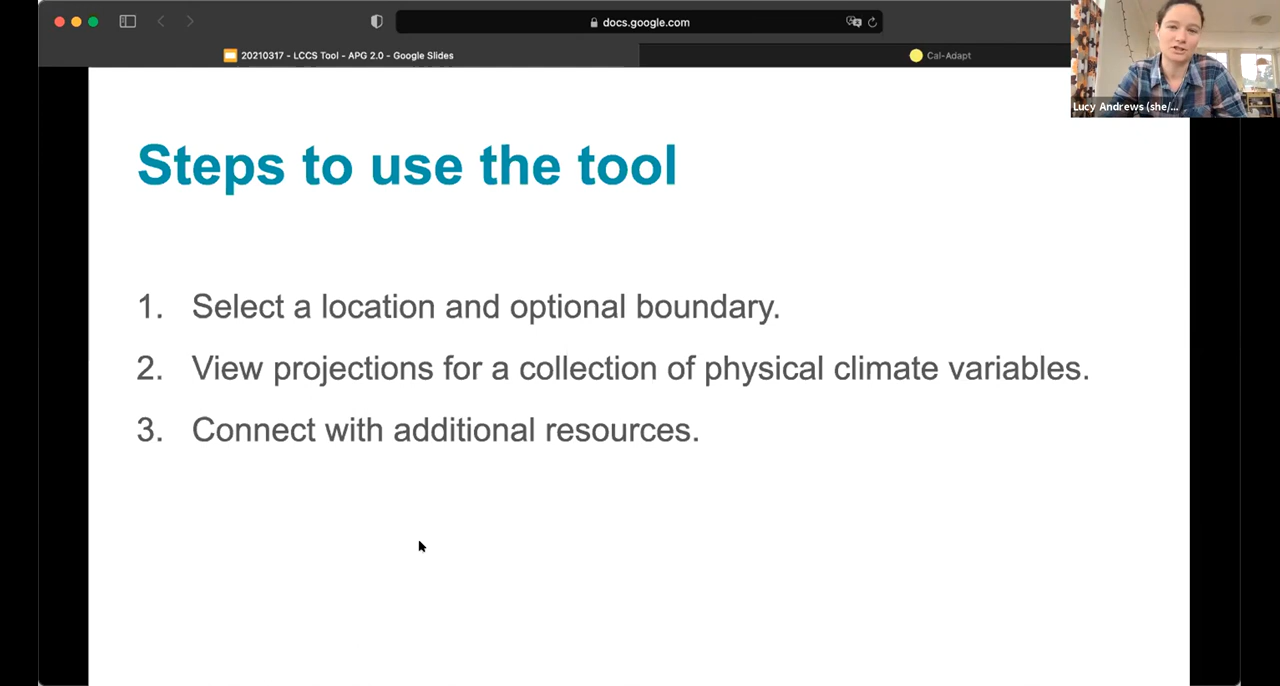 docs.google.com
20210317 - LCCS Tool - APG 2.0 - Google Slides
Cal-Adapt
Lucy Andrews (she/...
Steps to use the tool
1. Select a location and optional boundary.
2. View projections for a collection of physical climate variables.
3. Connect with additional resources.